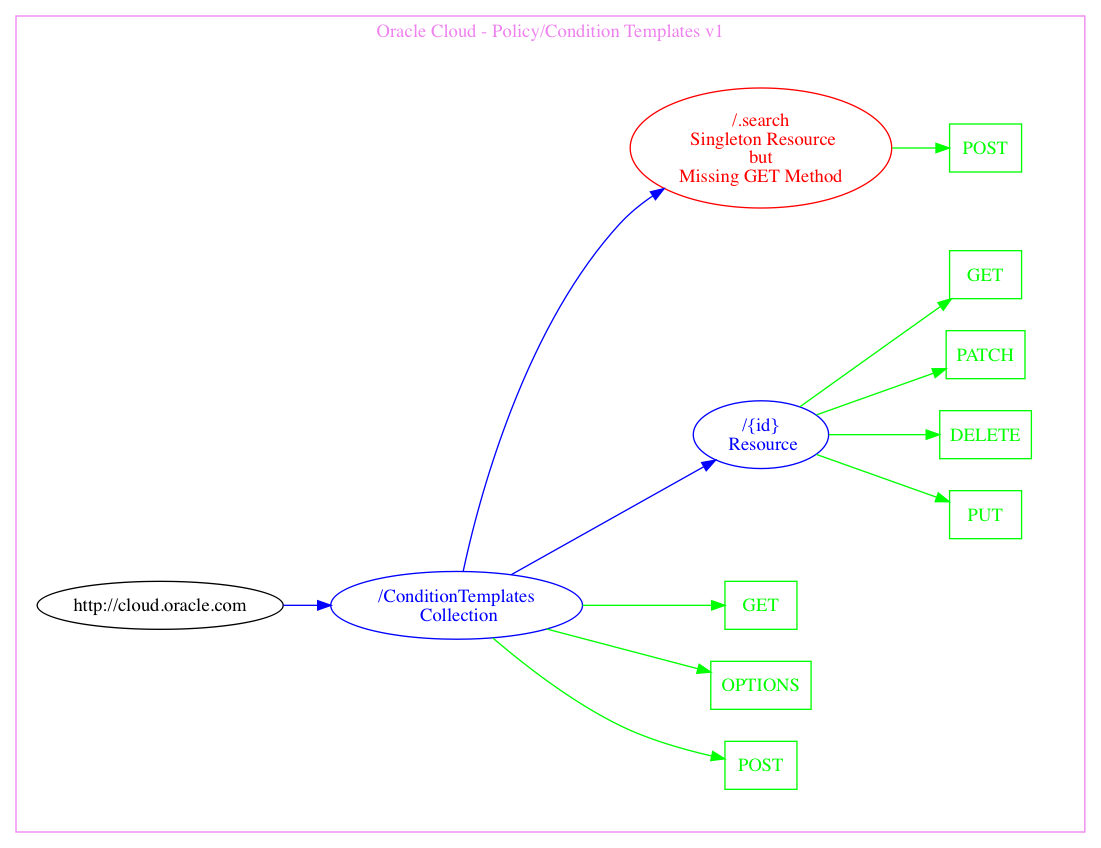 Oracle Cloud - Policy/Condition Templates v1
/.search
Singleton Resource
but
Missing GET Method
POST
GET
PATCH
/{id}
Resource
DELETE
PUT
http://cloud.oracle.com
/ConditionTemplates
Collection
GET
OPTIONS
POST